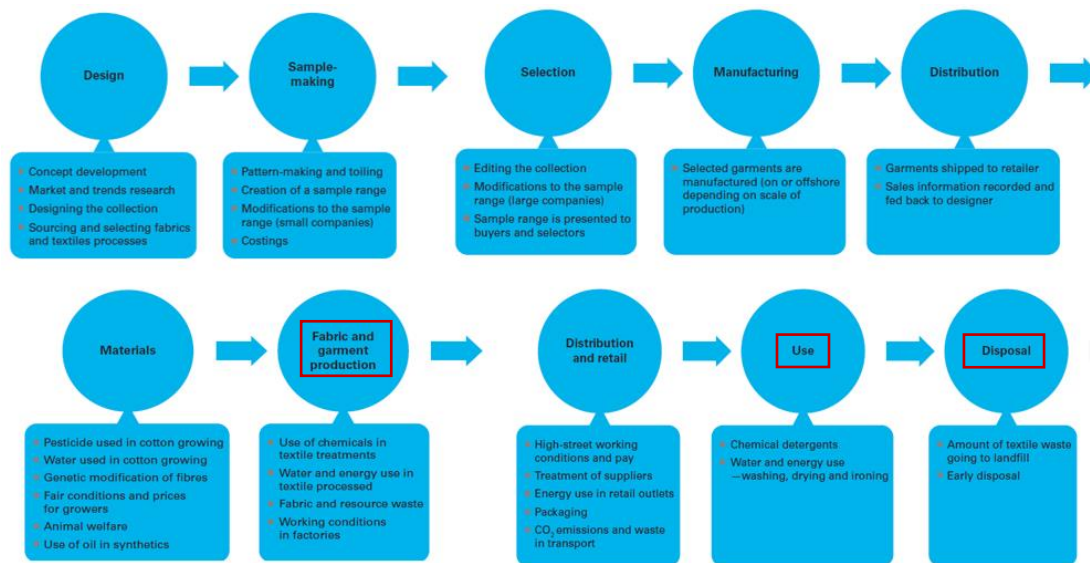 Design
Sample-
making
Selection
Manufacturing
Distribution
Concept development
Market and trends research
Designing the collection
Sourcing and selecting fabrics
and textiles processes
Pattern-making and toiling
Creation of a sample range
Modifications to the sample
range (small companies)
Costings
Editing the collection
Modifications to the sample
range (large companies)
Sample range is presented to
buyers and selectors
Selected garments are
manufactured (on or offshore
depending on scale of
production)
Garments shipped to retailer
Sales information recorded and
fed back to designer
Materials
Fabric and
garment
production
Distribution
and retail
Use
Disposal
Pesticide used in cotton growing
Water used in cotton growing
Genetic modification of fibres
Fair conditions and prices
for growers
Animal welfare
Use of oil in synthetics
Use of chemicals in
textile treatments
Water and energy use in
textile processed
Fabric and resource waste
Working conditions
in factories
High-street working
conditions and pay
Treatment of suppliers
Energy use in retail outlets
Packaging
CO₂ emissions and waste
in transport
Chemical detergents
Water and energy use
—washing, drying and ironing
Amount of textile waste
going to landfill
Early disposal